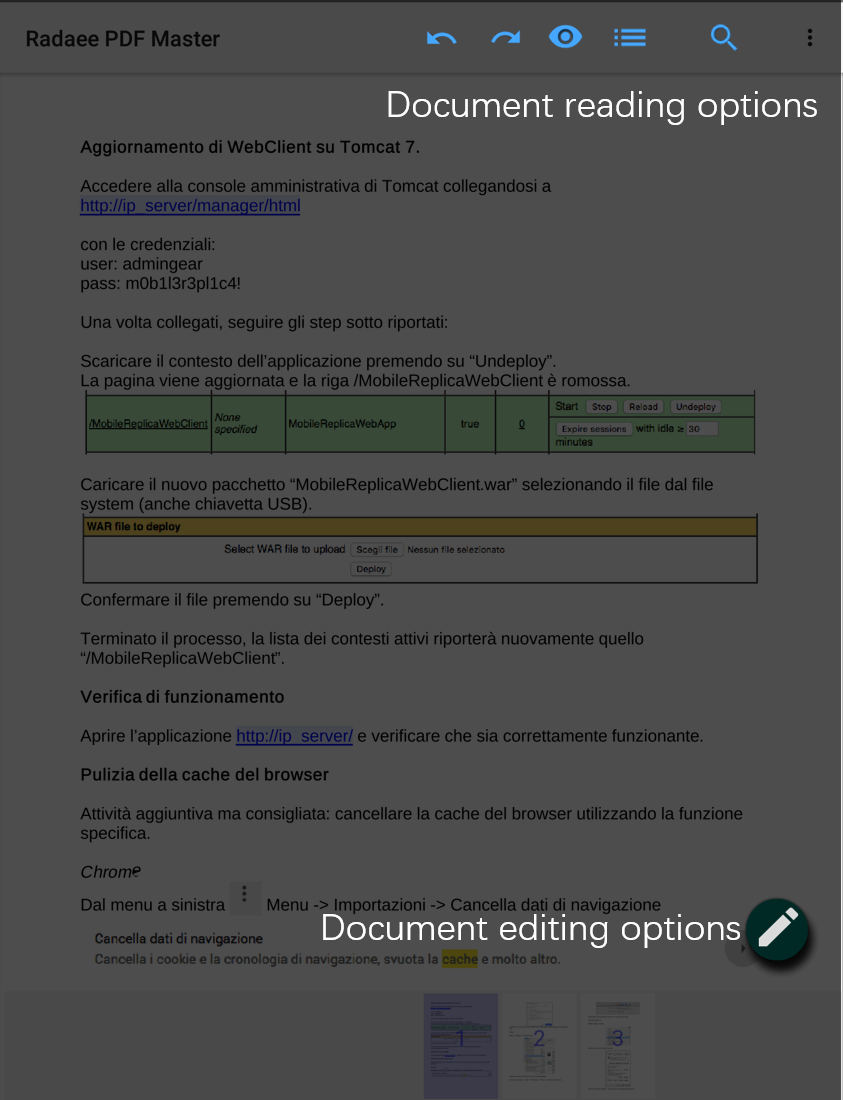 Radaee PDF Master
Document reading options
Aggiornamento di WebClient su Tomcat 7.
Accedere alla console amministrativa di Tomcat collegandosi a
http://ip_server/manager/html
con le credenziali:
user: admingear
pass: m0b1l3r3pl1c4!
Una volta collegati, seguire gli step sotto riportati:
Scaricare il contesto dell’applicazione premendo su “Undeploy”.
La pagina viene aggiornata e la riga /MobileReplicaWebClient è romossa.
/MobileReplicaWebClient None specified MobileReplicaWebApp true 0 Start Stop Reload Undeploy
Expire sessions with idle ≥ 30
minutes
Caricare il nuovo pacchetto “MobileReplicaWebClient.war” selezionando il file dal file
system (anche chiavetta USB).
WAR file to deploy
Select WAR file to upload Scegli file Nessun file selezionato
Deploy
Confermare il file premendo su “Deploy”.
Terminato il processo, la lista dei contesti attivi riporterà nuovamente quello
“/MobileReplicaWebClient”.
Verifica di funzionamento
Aprire l’applicazione http://ip_server/ e verificare che sia correttamente funzionante.
Pulizia della cache del browser
Attività aggiuntiva ma consigliata: cancellare la cache del browser utilizzando la funzione
specifica.
Chrome
Dal menu a sinistra Menu -> Importazioni -> Cancella dati di navigazione
Document editing options
Cancella dati di navigazione
Cancella i cookie e la cronologia di navigazione, svuota la cache e molto altro.
1 2 3